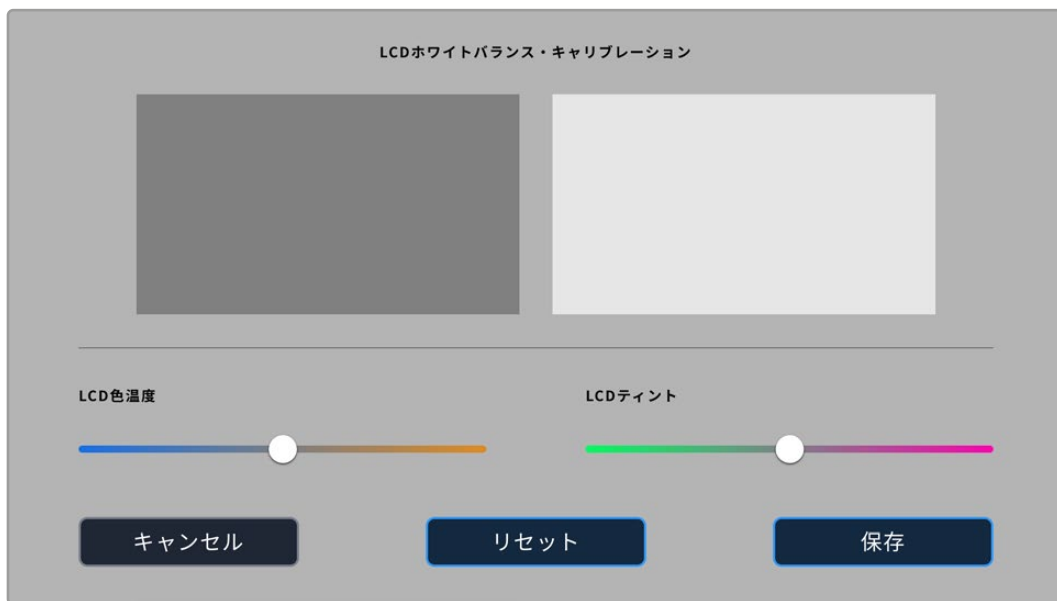 LCDホワイトバランス・キャリブレーション
LCD色温度
LCDティント
キャンセル
リセット
保存